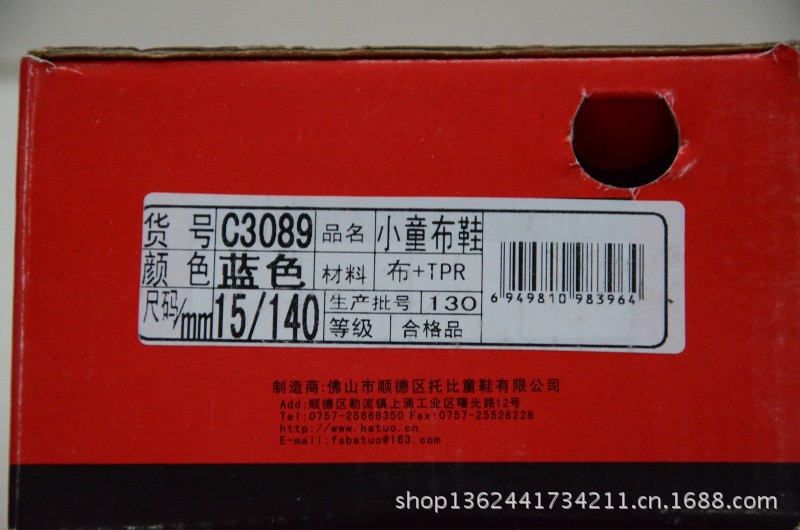 货号 C3089 品名 小童布鞋
颜色 蓝色 材料 布+TPR
尺码/mm 15/140 生产批号 130
等级 合格品
6 949810 983964
制造商:佛山市顺德区托比童鞋有限公司
Add:顺德区勒流镇上涌工业区曙光路12号
Tel:0757-25668350 Fax:0757-25528228
http://www.batuo.cn
E-mail:fsbatuo@163.com
shop1362441734211.cn.1688.com